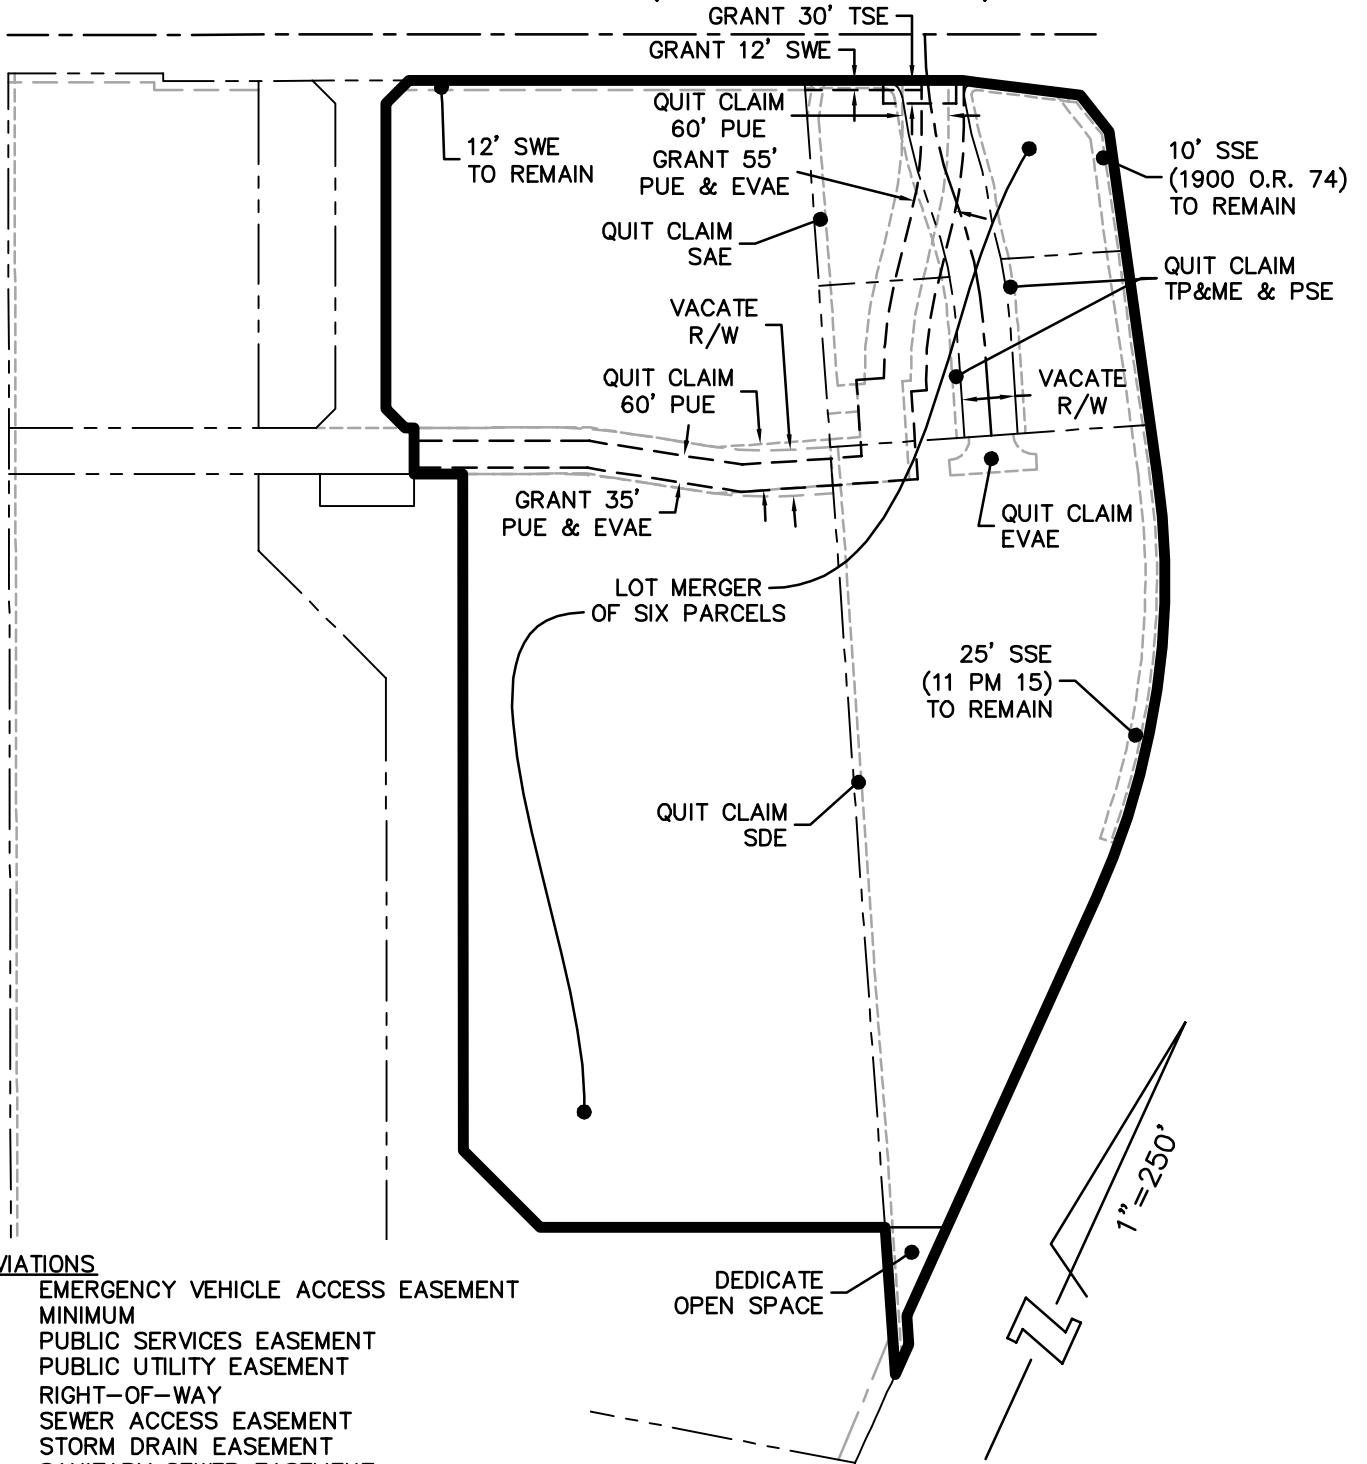 GRANT 30' TSE
GRANT 12' SWE
QUIT CLAIM
60' PUE
12' SWE
TO REMAIN
GRANT 55'
PUE & EVAE
10' SSE
(1900 O.R. 74)
TO REMAIN
QUIT CLAIM
SAE
QUIT CLAIM
TP&ME & PSE
VACATE
R/W
QUIT CLAIM
60' PUE
VACATE
R/W
GRANT 35'
PUE & EVAE
QUIT CLAIM
EVAE
LOT MERGER
OF SIX PARCELS
25' SSE
(11 PM 15)
TO REMAIN
QUIT CLAIM
SDE
1"=250'
N
DEDICATE
OPEN SPACE
VIATIONS
EMERGENCY VEHICLE ACCESS EASEMENT
MINIMUM
PUBLIC SERVICES EASEMENT
PUBLIC UTILITY EASEMENT
RIGHT-OF-WAY
SEWER ACCESS EASEMENT
STORM DRAIN EASEMENT
SANITARY SEWER EASEMENT